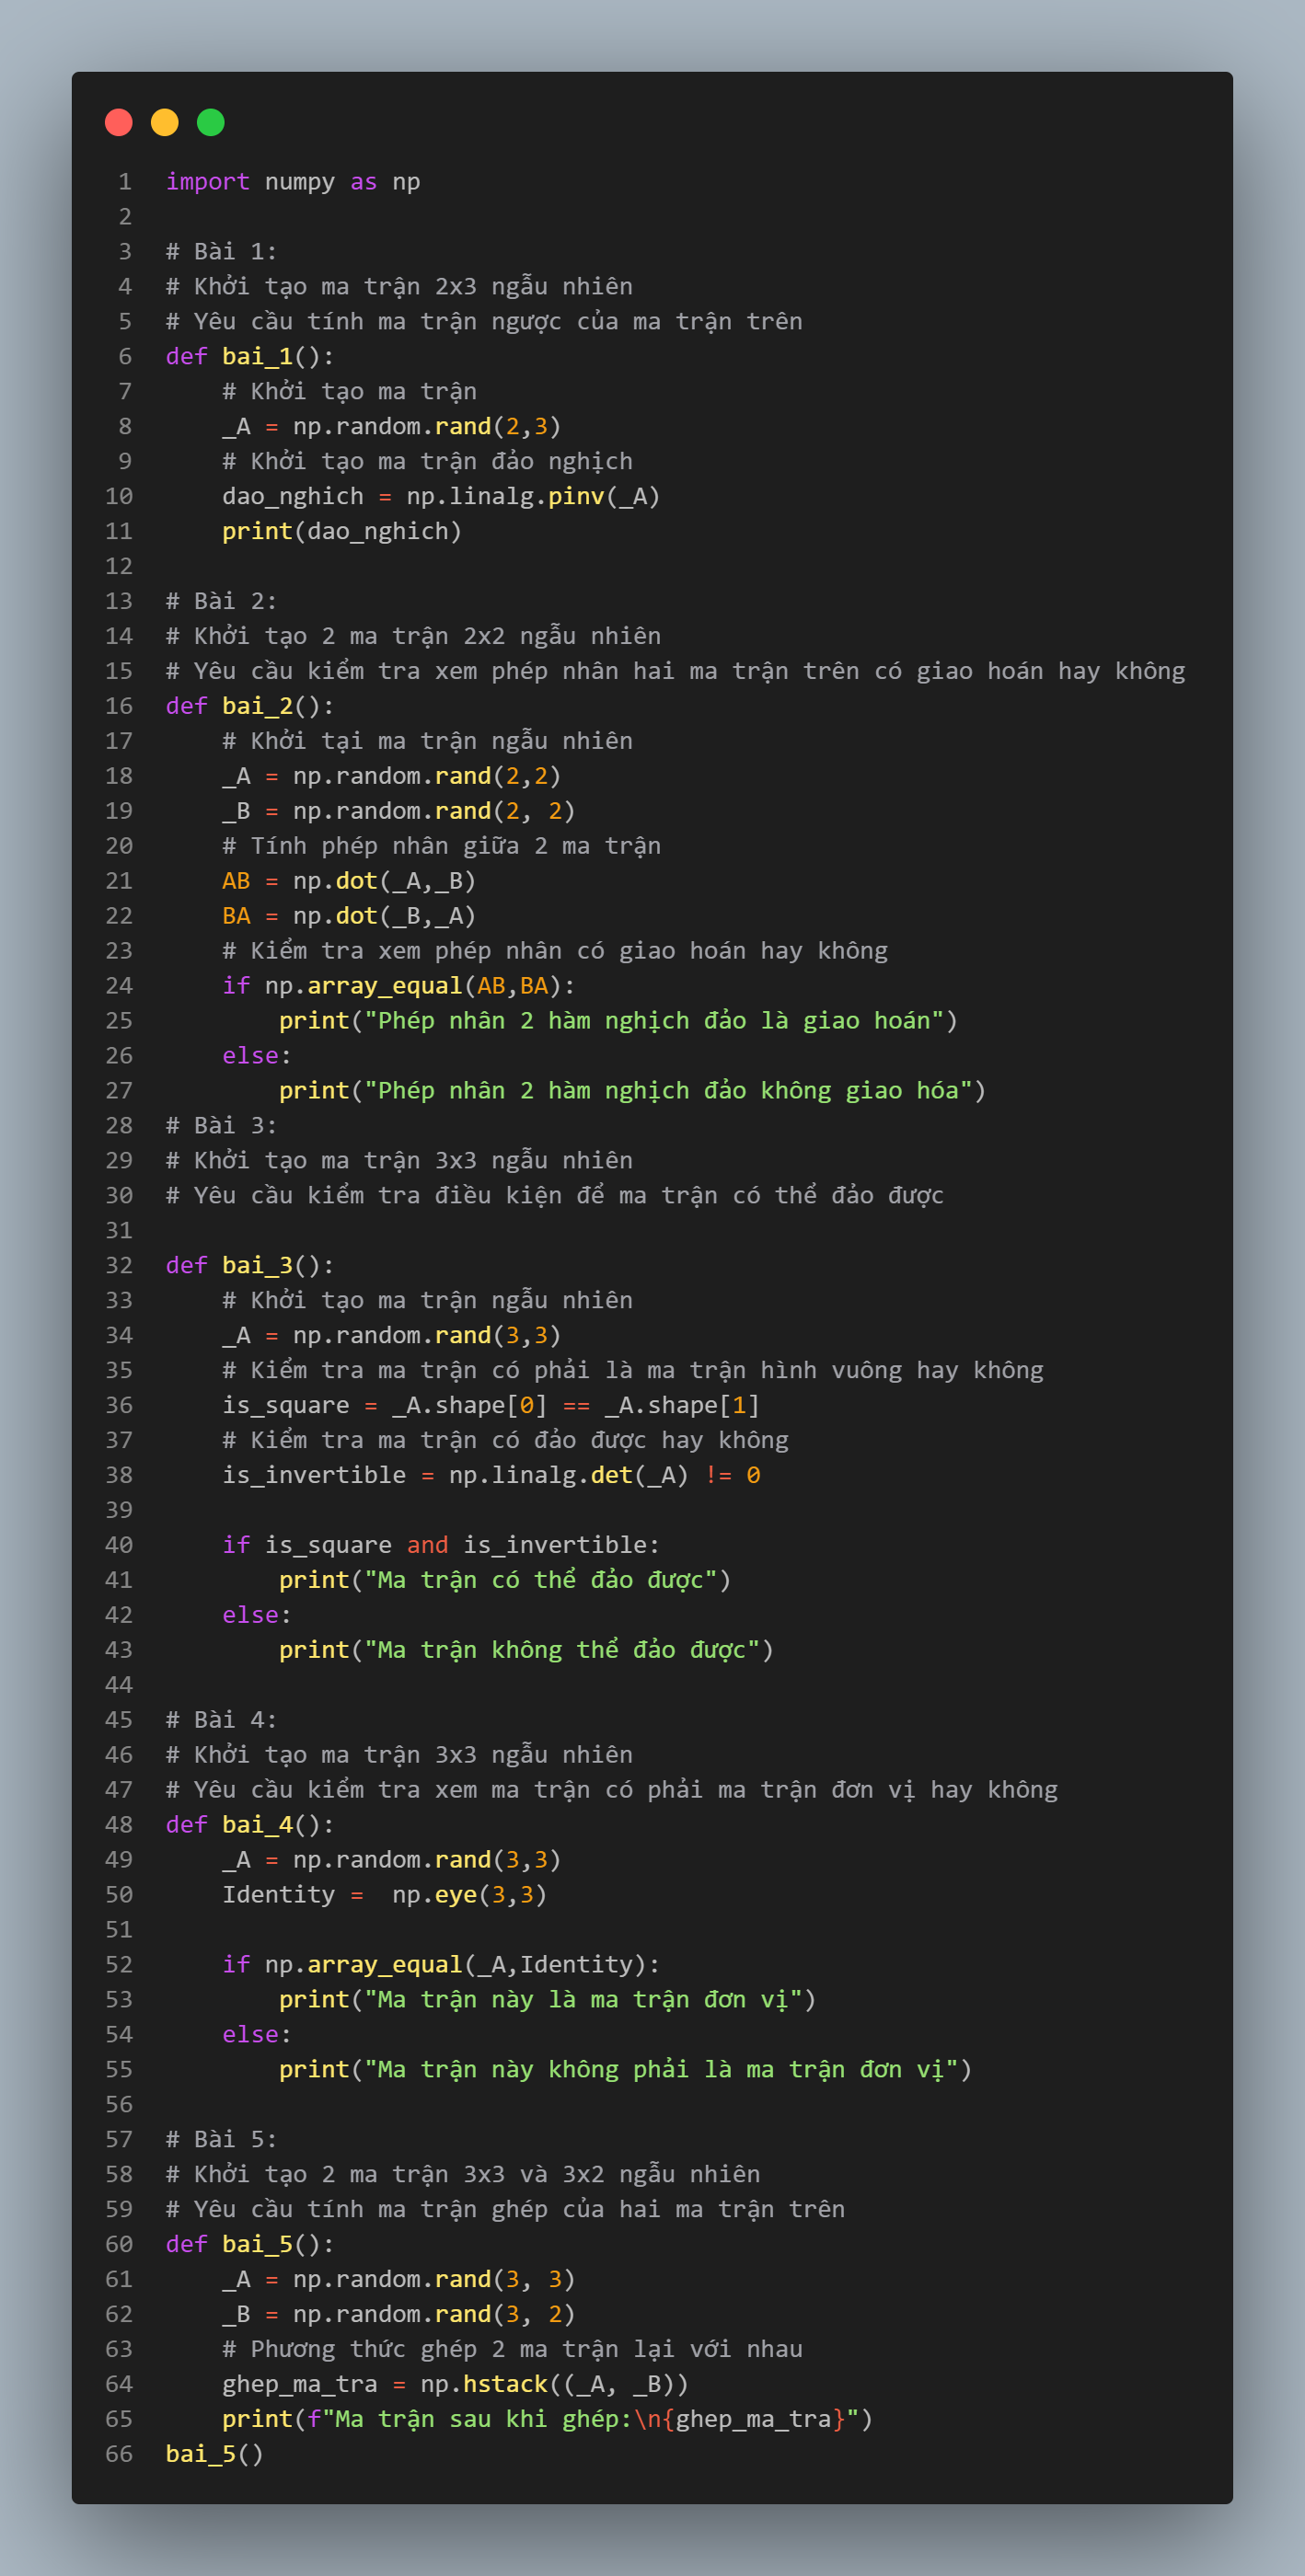 1 import numpy as np
2
3 # Bài 1:
4 # Khởi tạo ma trận 2x3 ngẫu nhiên
5 # Yêu cầu tính ma trận ngược của ma trận trên
6 def bai_1():
7     # Khởi tạo ma trận
8     _A = np.random.rand(2,3)
9     # Khởi tạo ma trận đảo nghịch
10     dao_nghich = np.linalg.pinv(_A)
11     print(dao_nghich)
12
13 # Bài 2:
14 # Khởi tạo 2 ma trận 2x2 ngẫu nhiên
15 # Yêu cầu kiểm tra xem phép nhân hai ma trận trên có giao hoán hay không
16 def bai_2():
17     # Khởi tại ma trận ngẫu nhiên
18     _A = np.random.rand(2,2)
19     _B = np.random.rand(2, 2)
20     # Tính phép nhân giữa 2 ma trận
21     AB = np.dot(_A,_B)
22     BA = np.dot(_B,_A)
23     # Kiểm tra xem phép nhân có giao hoán hay không
24     if np.array_equal(AB,BA):
25         print("Phép nhân 2 hàm nghịch đảo là giao hoán")
26     else:
27         print("Phép nhân 2 hàm nghịch đảo không giao hóa")
28 # Bài 3:
29 # Khởi tạo ma trận 3x3 ngẫu nhiên
30 # Yêu cầu kiểm tra điều kiện để ma trận có thể đảo được
31
32 def bai_3():
33     # Khởi tạo ma trận ngẫu nhiên
34     _A = np.random.rand(3,3)
35     # Kiểm tra ma trận có phải là ma trận hình vuông hay không
36     is_square = _A.shape[0] == _A.shape[1]
37     # Kiểm tra ma trận có đảo được hay không
38     is_invertible = np.linalg.det(_A) != 0
39
40     if is_square and is_invertible:
41         print("Ma trận có thể đảo được")
42     else:
43         print("Ma trận không thể đảo được")
44
45 # Bài 4:
46 # Khởi tạo ma trận 3x3 ngẫu nhiên
47 # Yêu cầu kiểm tra xem ma trận có phải ma trận đơn vị hay không
48 def bai_4():
49     _A = np.random.rand(3,3)
50     Identity =  np.eye(3,3)
51
52     if np.array_equal(_A,Identity):
53         print("Ma trận này là ma trận đơn vị")
54     else:
55         print("Ma trận này không phải là ma trận đơn vị")
56
57 # Bài 5:
58 # Khởi tạo 2 ma trận 3x3 và 3x2 ngẫu nhiên
59 # Yêu cầu tính ma trận ghép của hai ma trận trên
60 def bai_5():
61     _A = np.random.rand(3, 3)
62     _B = np.random.rand(3, 2)
63     # Phương thức ghép 2 ma trận lại với nhau
64     ghep_ma_tra = np.hstack((_A, _B))
65     print(f"Ma trận sau khi ghép:\n{ghep_ma_tra}")
66 bai_5()